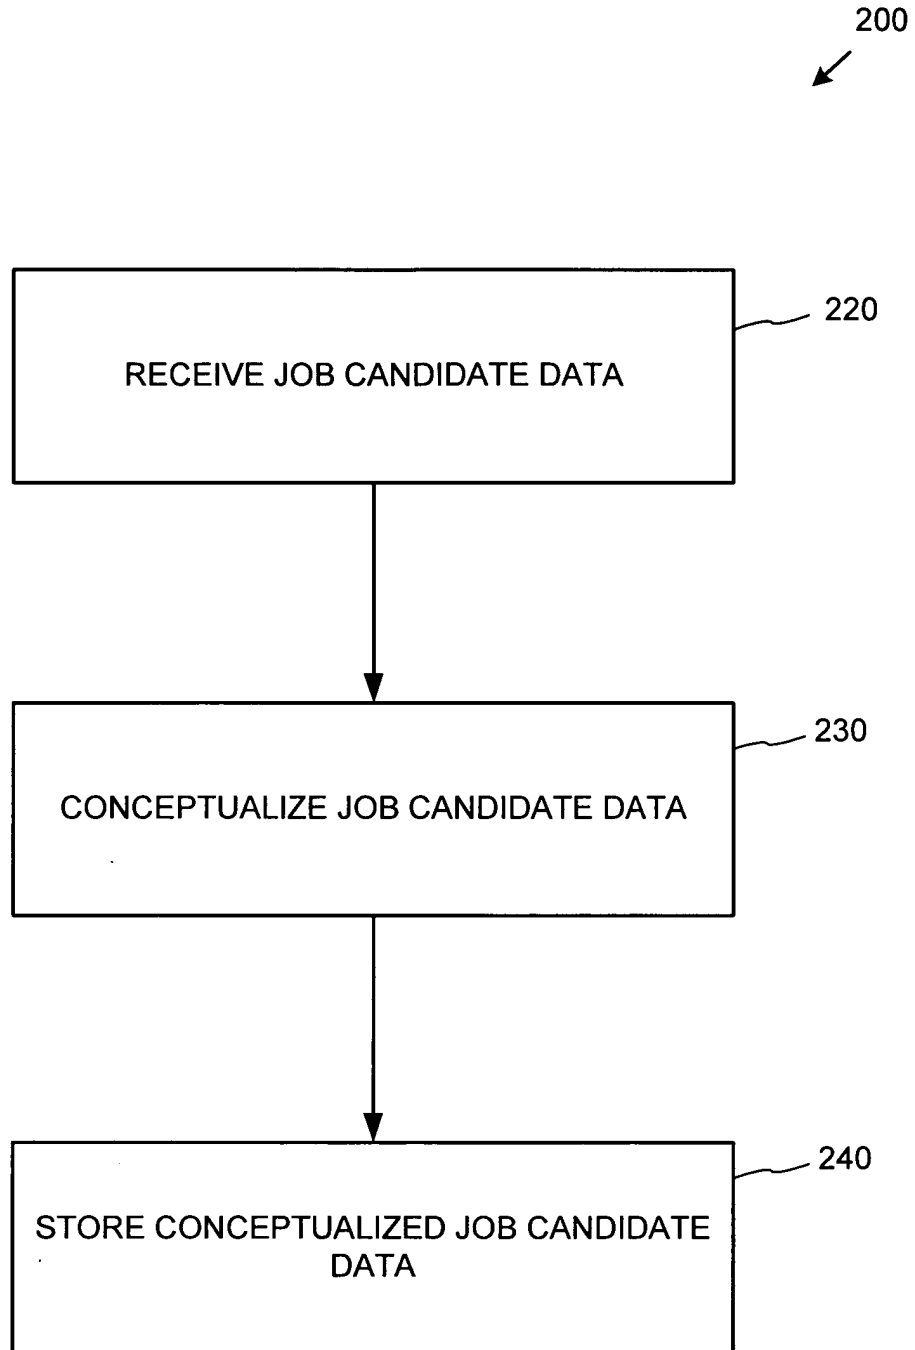 200
RECEIVE JOB CANDIDATE DATA
220
CONCEPTUALIZE JOB CANDIDATE DATA
230
STORE CONCEPTUALIZED JOB CANDIDATE
DATA
240